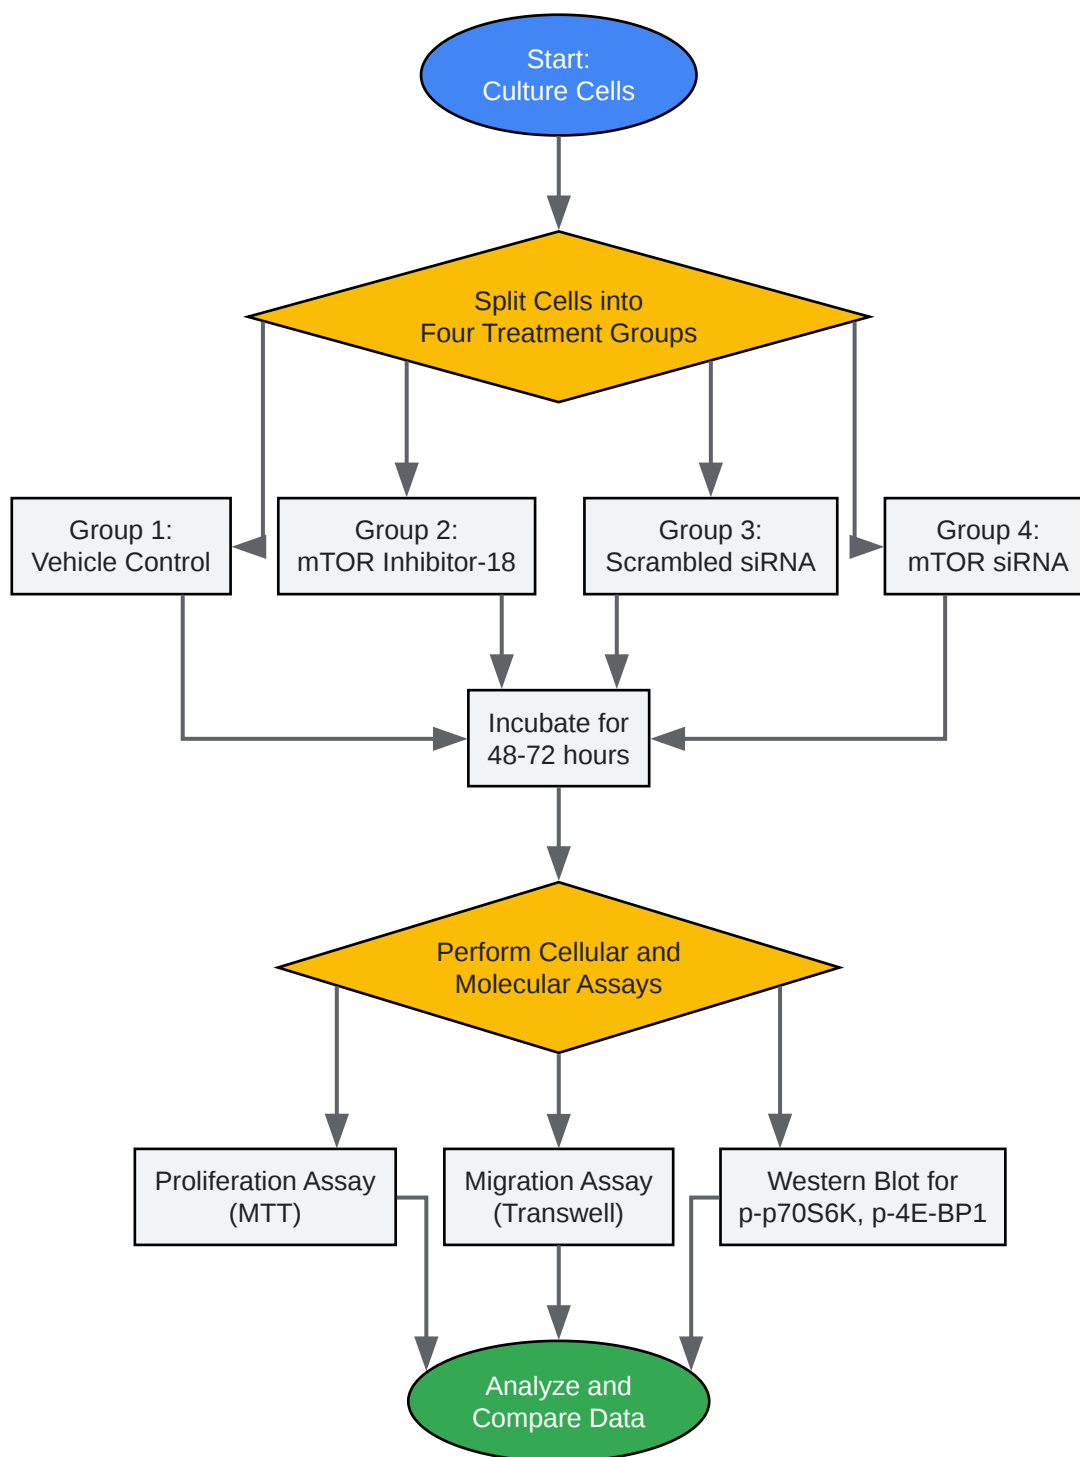 Start:
Culture Cells
Split Cells into
Four Treatment Groups
Group 1:
Vehicle Control
Group 2:
mTOR Inhibitor-18
Group 3:
Scrambled siRNA
Group 4:
mTOR siRNA
Incubate for
48-72 hours
Perform Cellular and
Molecular Assays
Proliferation Assay
(MTT)
Migration Assay
(Transwell)
Western Blot for
p-p70S6K, p-4E-BP1
Analyze and
Compare Data